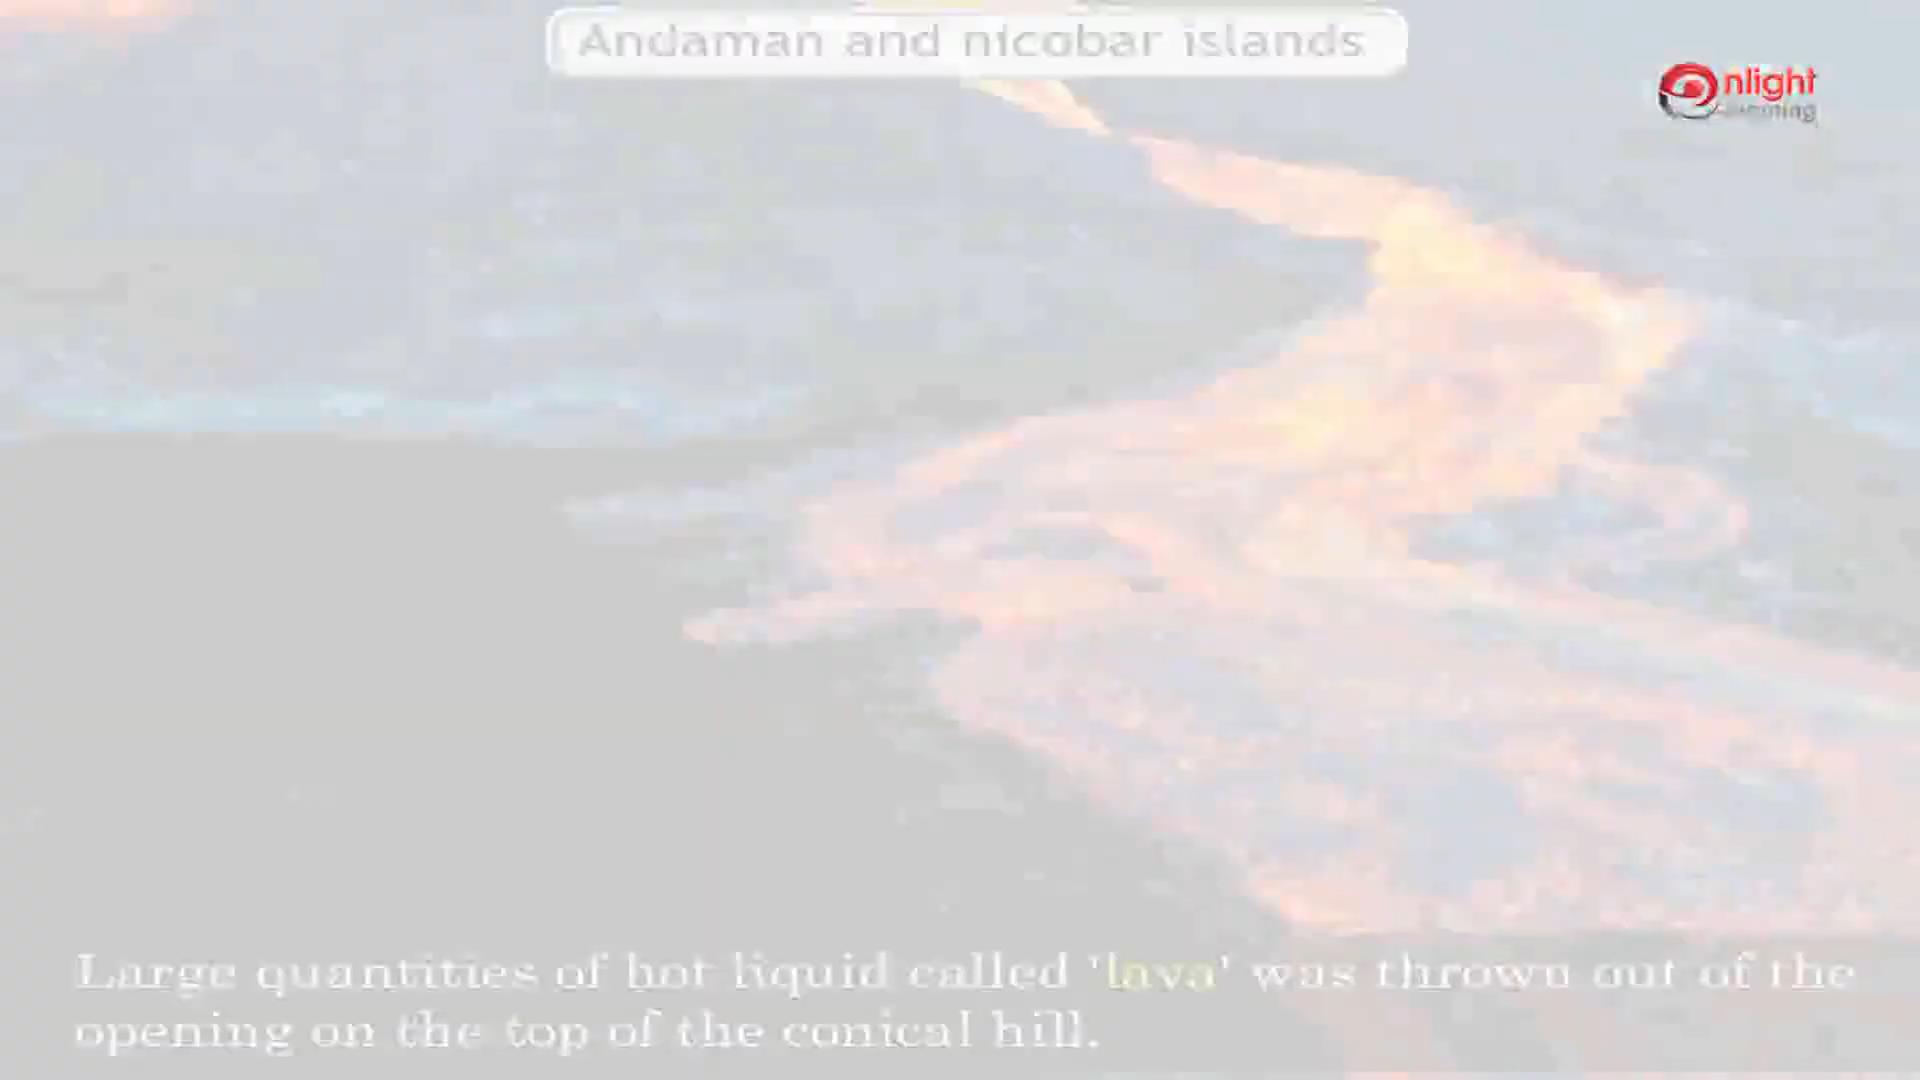 Andaman and nicobar islands
nlight
Large quantities of hot liquid called 'lava' was thrown out of the
opening on the top of the conical hill.